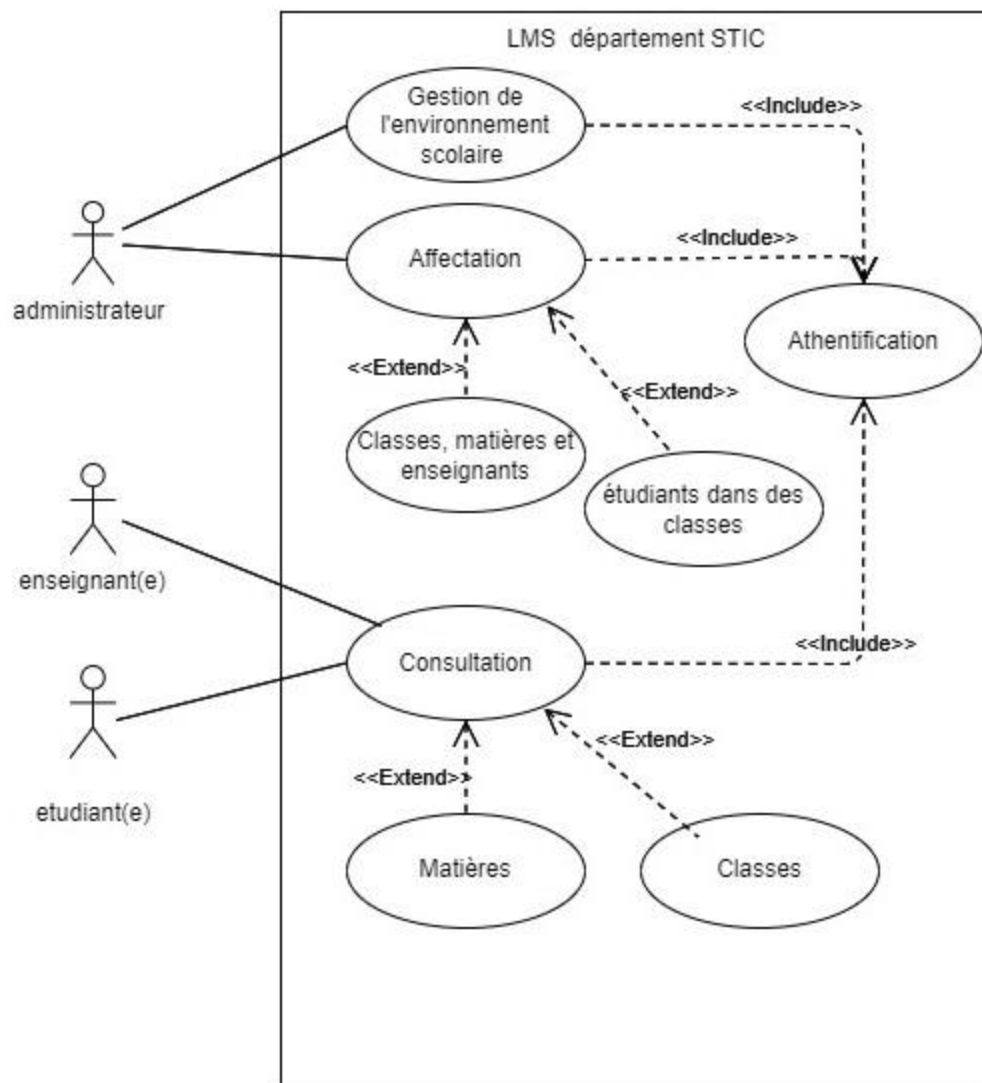 LMS département STIC
Gestion de
l'environnement
scolaire
<<Include>>
administrateur
Affectation
<<Include>>
Athentification
<<Extend>>
<<Extend>>
Classes, matières et
enseignants
étudiants dans des
classes
enseignant(e)
Consultation
<<Include>>
etudiant(e)
<<Extend>>
<<Extend>>
Matières
Classes